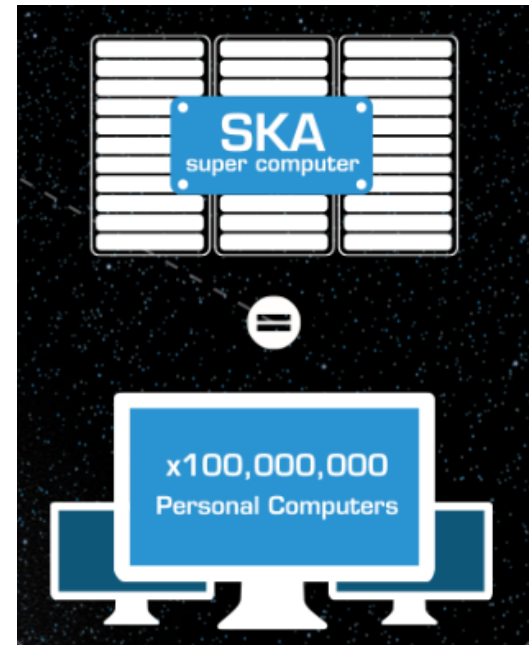 SKA
super computer
=
x100,000,000
Personal Computers